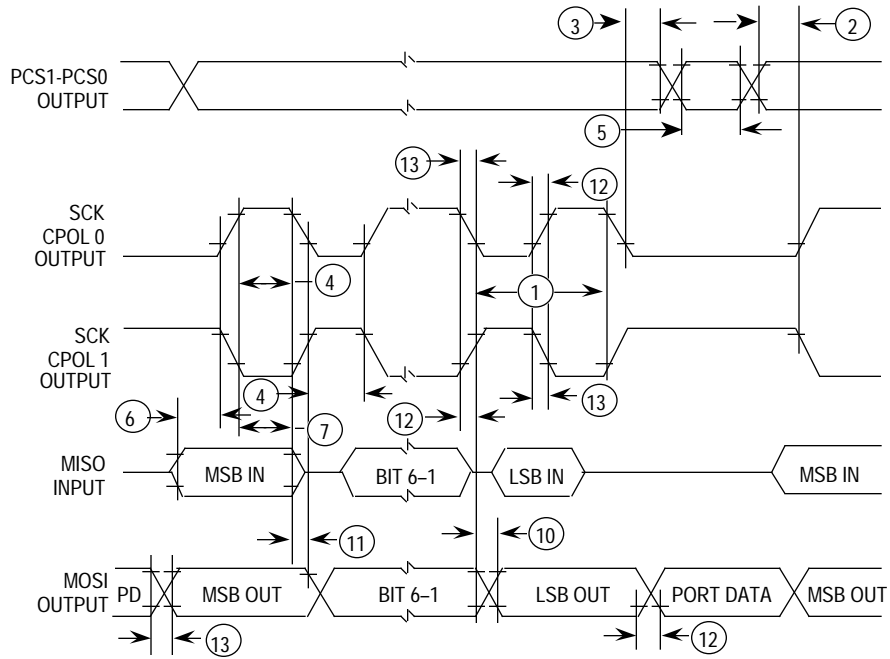 3
2
PCS1-PCS0
OUTPUT
5
13
12
SCK
CPOL 0
OUTPUT
4
1
SCK
CPOL 1
OUTPUT
4
13
12
6
7
MISO
INPUT
MSB IN
BIT 6–1
LSB IN
MSB IN
11
10
MOSI
OUTPUT
PD
MSB OUT
BIT 6–1
LSB OUT
PORT DATA
MSB OUT
13
12